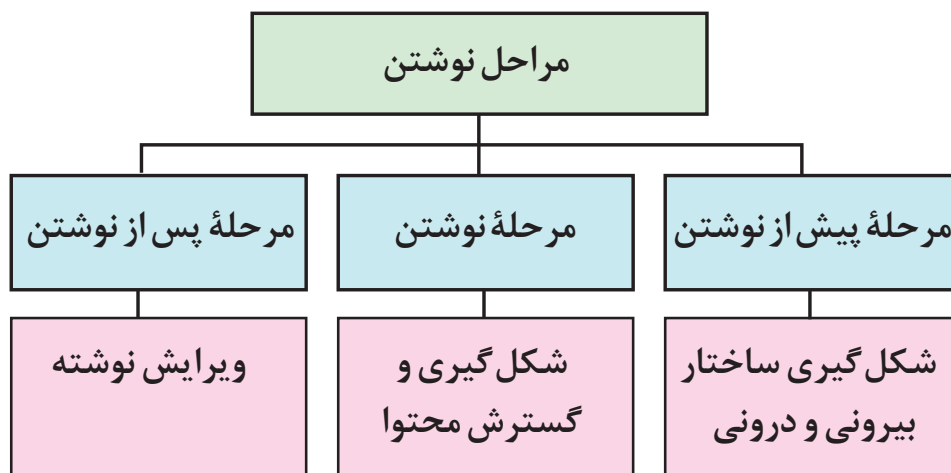 مراحل نوشتن
مرحلهٔ پیش از نوشتن
مرحلهٔ نوشتن
مرحلهٔ پس از نوشتن
شکل‌گیری ساختار
بیرونی و درونی
شکل‌گیری و
گسترش محتوا
ویرایش نوشته